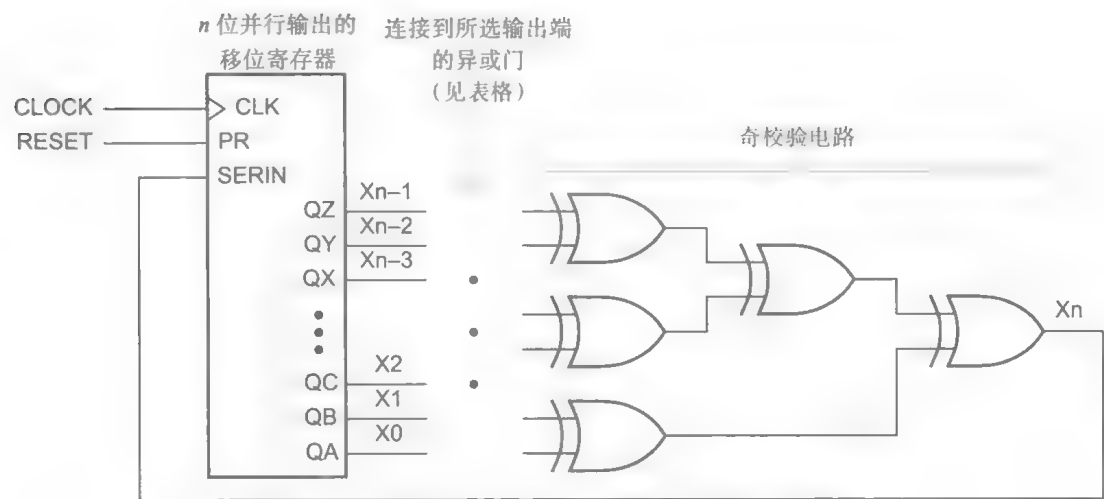 n 位并行输出的
移位寄存器
连接到所选输出端
的异或门
(见表格)
奇校验电路
CLOCK
CLK
RESET
PR
SERIN
QZ
Xn–1
QY
Xn–2
QX
Xn–3
QC
X2
QB
X1
QA
X0
Xn